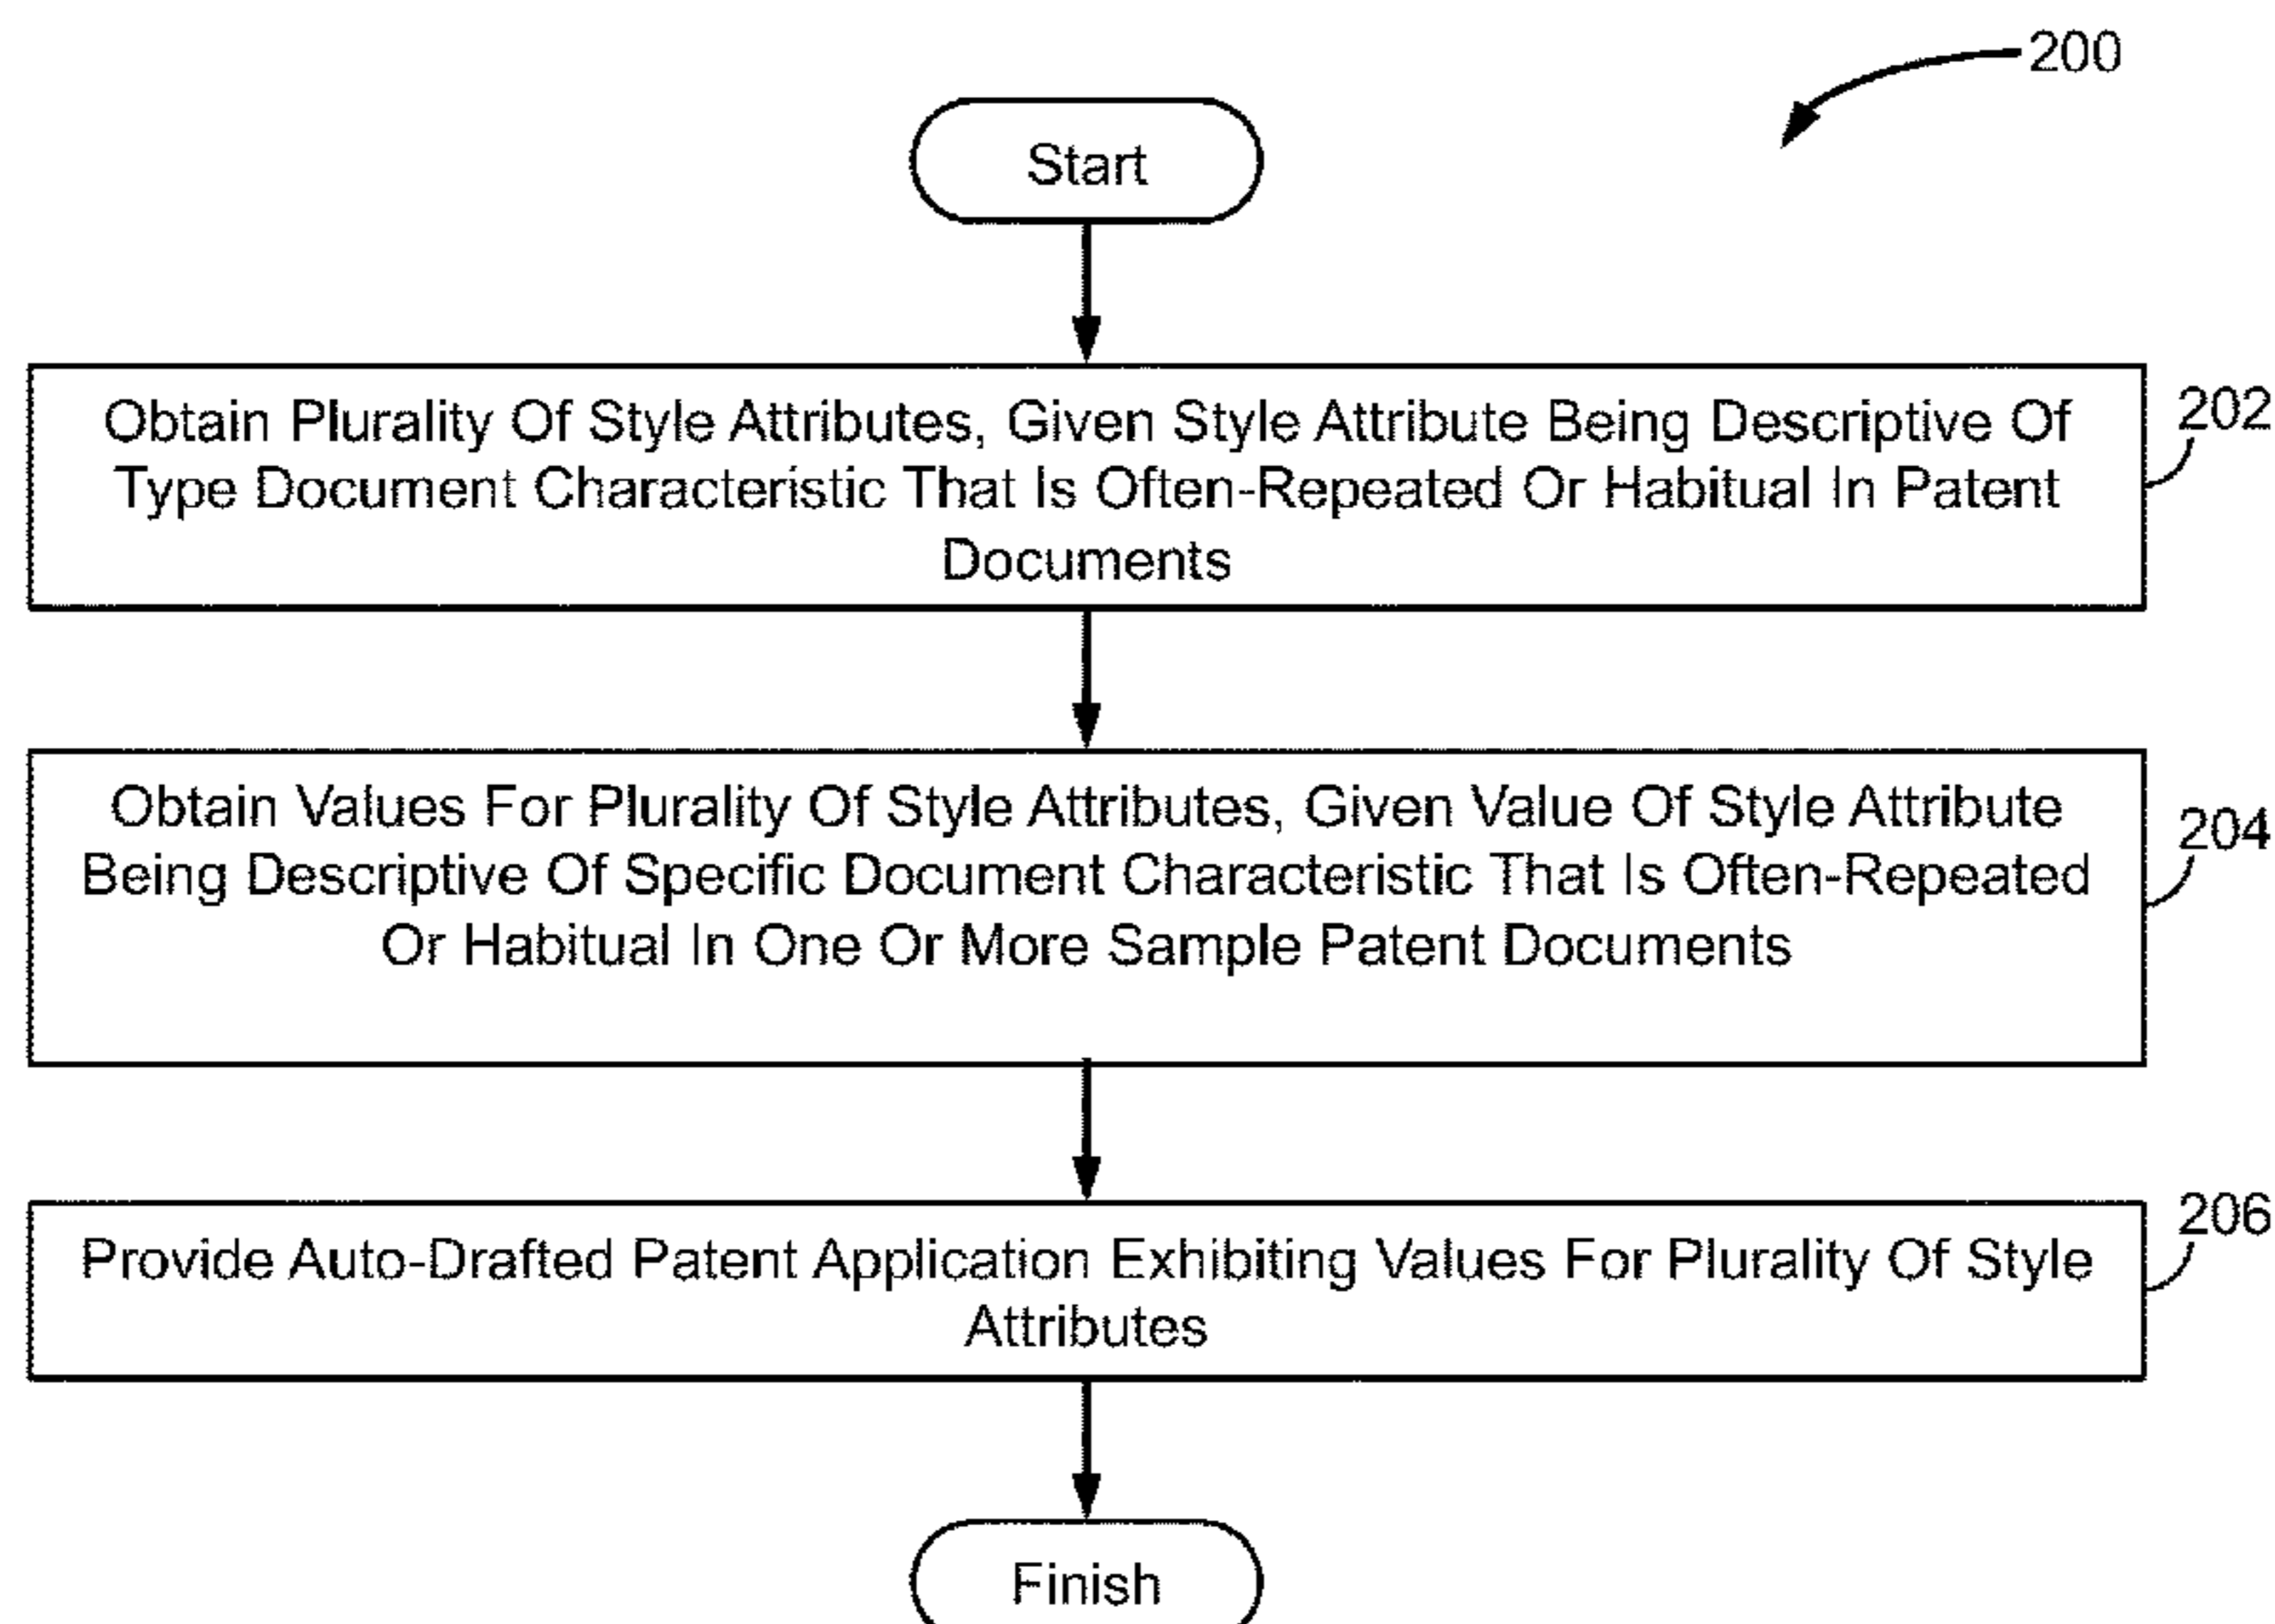 200
Start
Obtain Plurality Of Style Attributes, Given Style Attribute Being Descriptive Of
Type Document Characteristic That Is Often-Repeated Or Habitual In Patent
Documents
202
Obtain Values For Plurality Of Style Attributes, Given Value Of Style Attribute
Being Descriptive Of Specific Document Characteristic That Is Often-Repeated
Or Habitual In One Or More Sample Patent Documents
204
Provide Auto-Drafted Patent Application Exhibiting Values For Plurality Of Style
Attributes
206
Finish